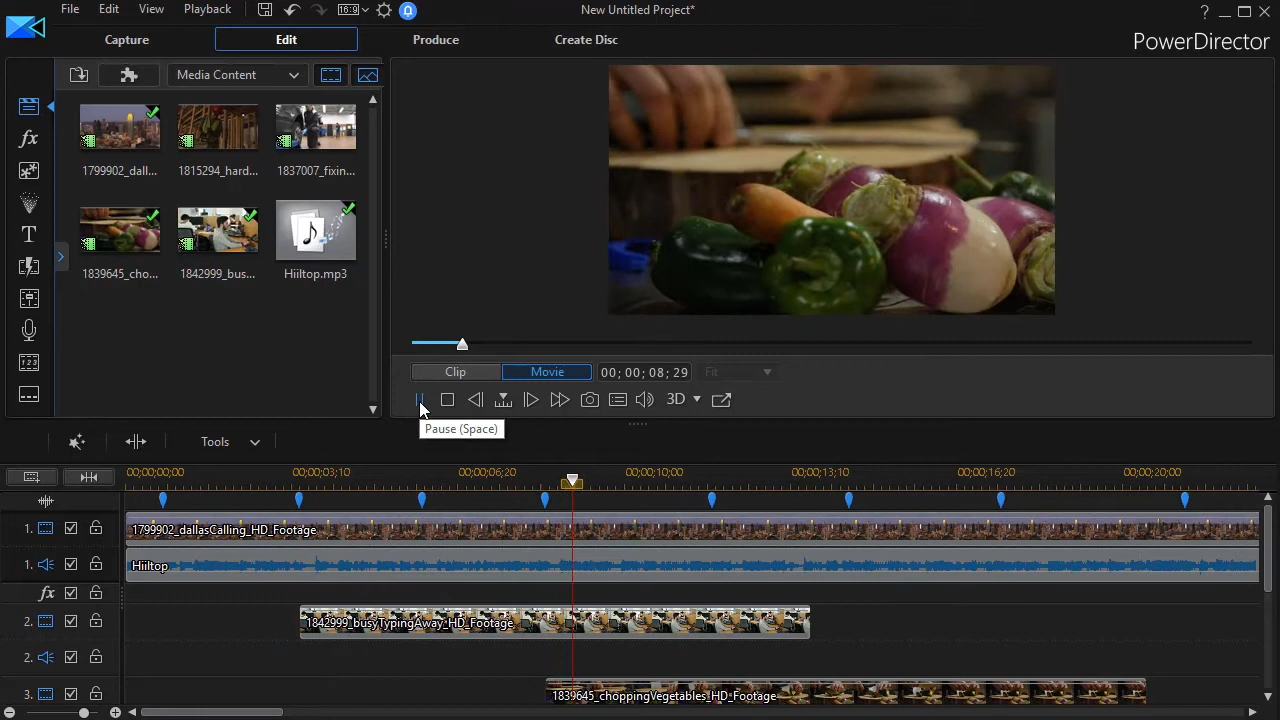 File Edit View Playback 16:9 New Untitled Project* ?
Capture Edit Produce Create Disc PowerDirector
Media Content
1799902_dall... 1815294_hard... 1837007_fixin...
1839645_cho... 1842999_bus... Hiiltop.mp3
Clip Movie 00; 00; 08; 29 Fit
3D
Pause (Space)
Tools
00;00;00;00 00;00;03;10 00;00;06;20 00;00;10;00 00;00;13;10 00;00;16;20 00;00;20;00
1. 1799902_dallasCalling_HD_Footage
1. Hiiltop
fx
2. 1842999_busyTypingAway_HD_Footage
2.
3. 1839645_choppingVegetables_HD_Footage